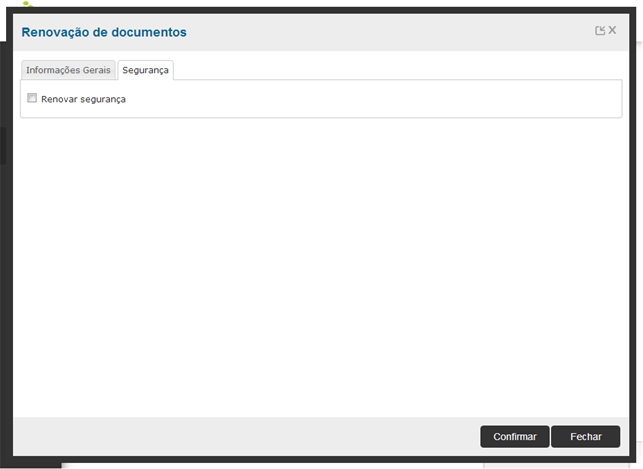 Renovação de documentos
Informações Gerais Segurança
Renovar segurança
Confirmar Fechar